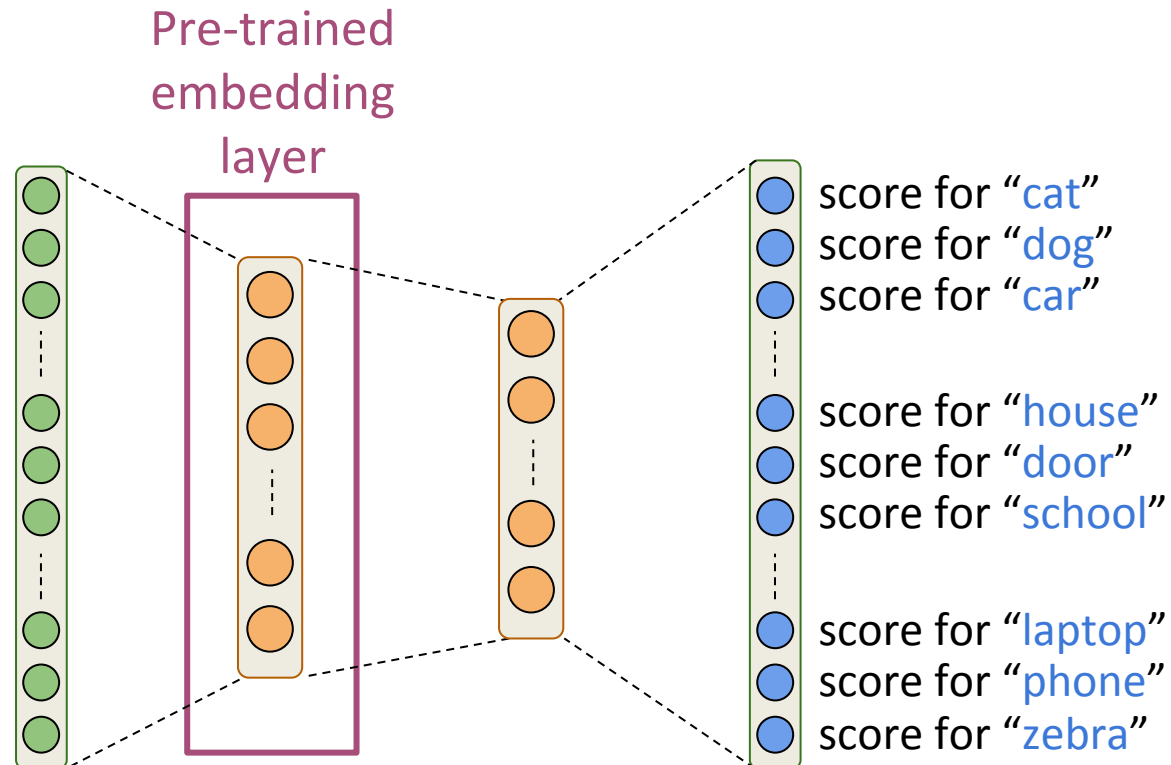 Pre-trained
embedding
layer
score for “cat”
score for “dog”
score for “car”
score for “house”
score for “door”
score for “school”
score for “laptop”
score for “phone”
score for “zebra”